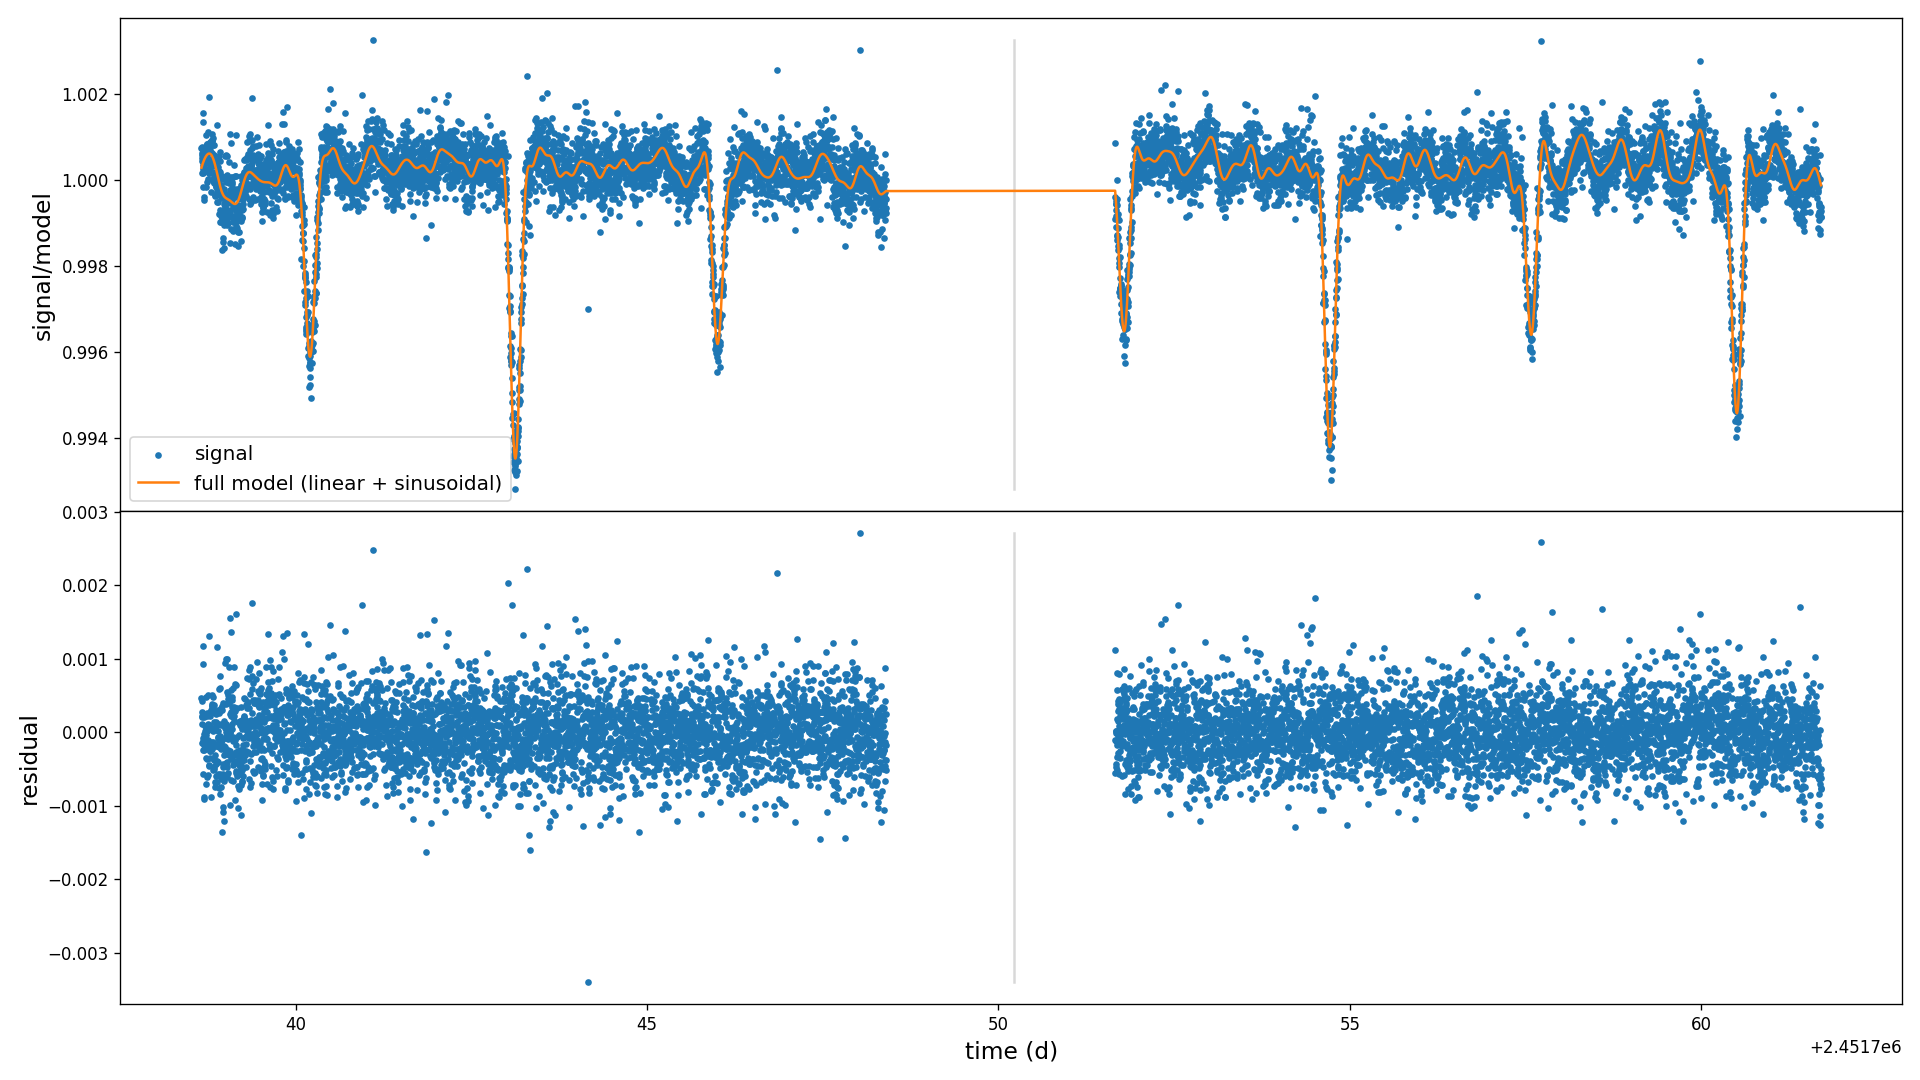 1.002
1.000
0.998
0.996
0.994
signal/model
signal
full model (linear + sinusoidal)
0.003
0.002
0.001
0.000
−0.001
−0.002
−0.003
residual
40
45
50
55
60
time (d)
+2.4517e6